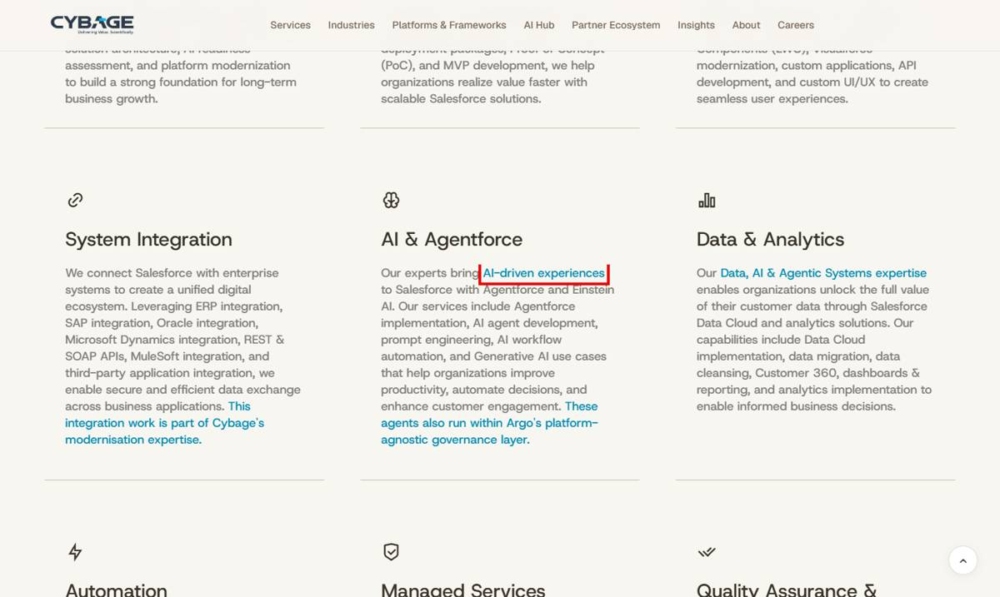 CYBAGE
Delivering Value. Scientifically.
Services Industries Platforms & Frameworks AI Hub Partner Ecosystem Insights About Careers
assessment, and platform modernization
to build a strong foundation for long-term
business growth.
deployment packages, Proof of Concept
(PoC), and MVP development, we help
organizations realize value faster with
scalable Salesforce solutions.
Components (LWC), Visualforce
modernization, custom applications, API
development, and custom UI/UX to create
seamless user experiences.
System Integration
We connect Salesforce with enterprise
systems to create a unified digital
ecosystem. Leveraging ERP integration,
SAP integration, Oracle integration,
Microsoft Dynamics integration, REST &
SOAP APIs, MuleSoft integration, and
third-party application integration, we
enable secure and efficient data exchange
across business applications. This
integration work is part of Cybage's
modernisation expertise.
AI & Agentforce
Our experts bring AI-driven experiences
to Salesforce with Agentforce and Einstein
AI. Our services include Agentforce
implementation, AI agent development,
prompt engineering, AI workflow
automation, and Generative AI use cases
that help organizations improve
productivity, automate decisions, and
enhance customer engagement. These
agents also run within Argo's platform-
agnostic governance layer.
Data & Analytics
Our Data, AI & Agentic Systems expertise
enables organizations unlock the full value
of their customer data through Salesforce
Data Cloud and analytics solutions. Our
capabilities include Data Cloud
implementation, data migration, data
cleansing, Customer 360, dashboards &
reporting, and analytics implementation to
enable informed business decisions.
Automation
Managed Services
Quality Assurance &